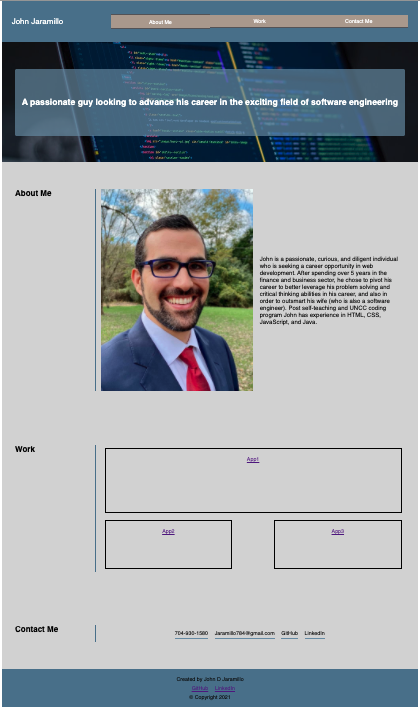 John Jaramillo
About Me
Work
Contact Me
A passionate guy looking to advance his career in the exciting field of software engineering
About Me
John is a passionate, curious, and diligent individual
who is seeking a career opportunity in web
development. After spending over 5 years in the
finance and business sector, he chose to pivot his
career to better leverage his problem solving and
critical thinking abilities in his career, and also in
order to outsmart his wife (who is also a software
engineer). Post self-teaching and UNCC coding
program John has experience in HTML, CSS,
JavaScript, and Java.
Work
App1
App2
App3
Contact Me
704-930-1580 Jaramillo784@gmail.com GitHub LinkedIn
Created by John D Jaramillo
GitHub LinkedIn
© Copyright 2021